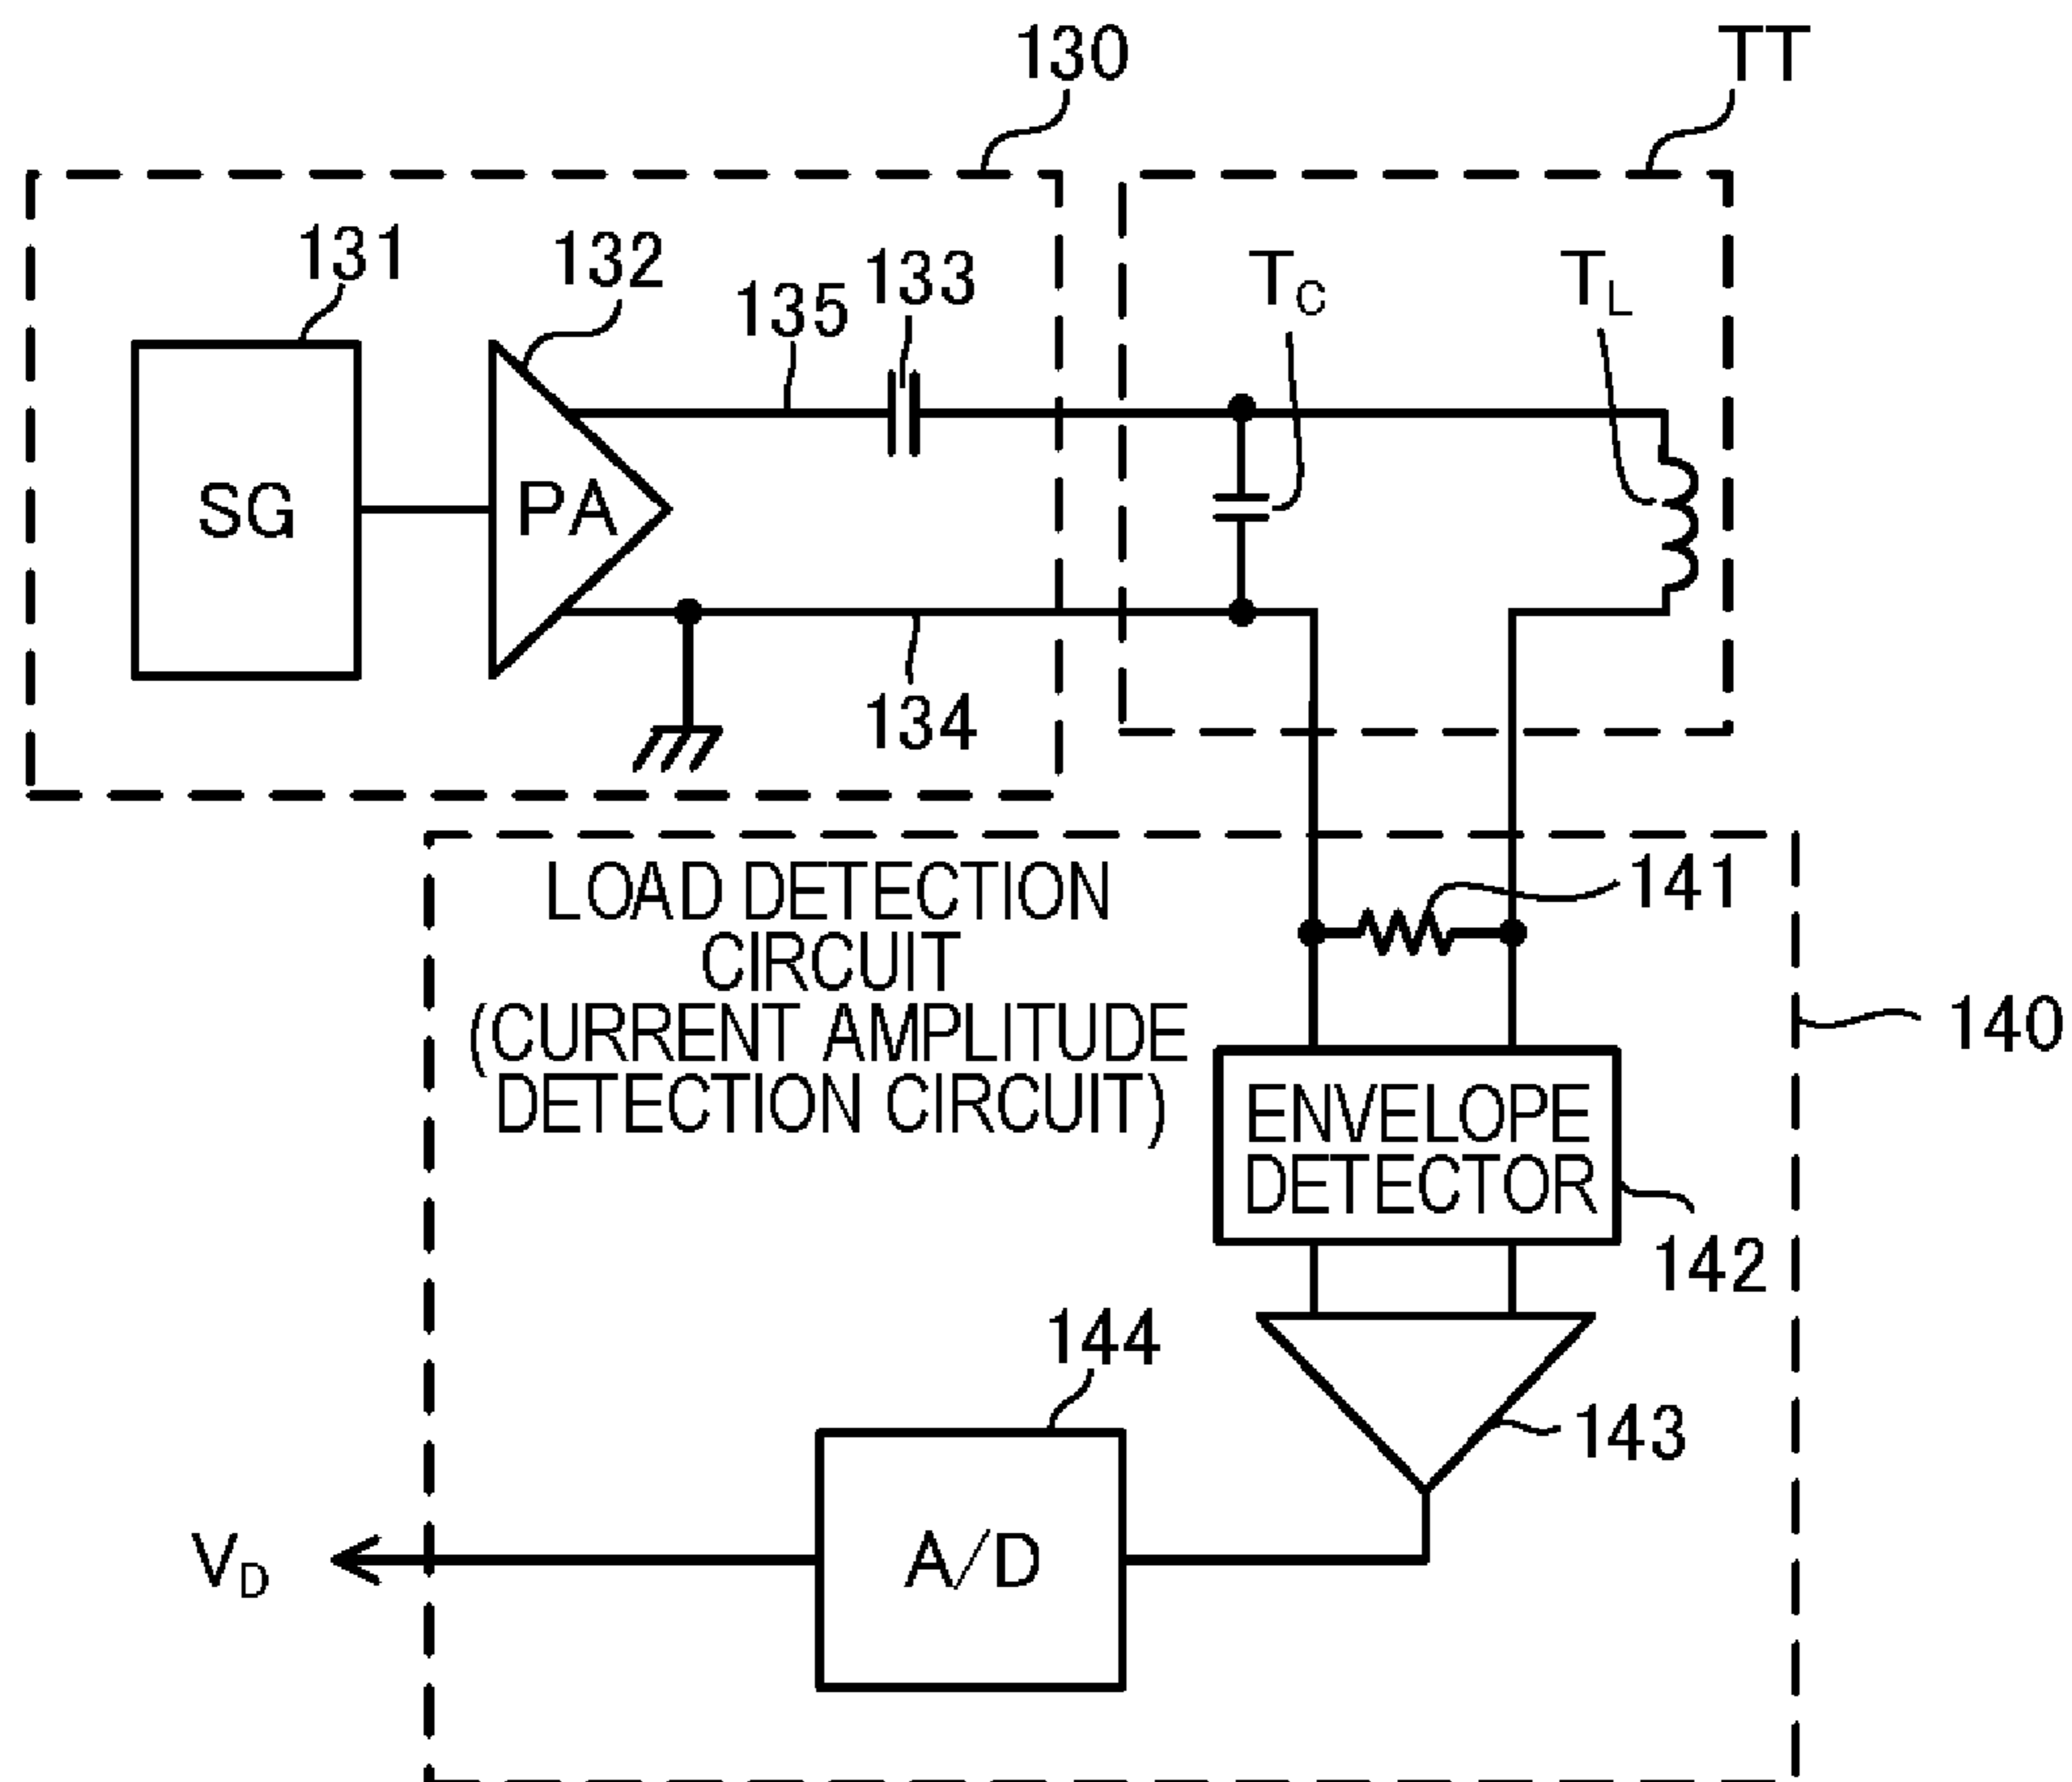 130
TT
131
132
135
133
TC
TL
SG
PA
134
LOAD DETECTION
CIRCUIT
(CURRENT AMPLITUDE
DETECTION CIRCUIT)
141
140
ENVELOPE
DETECTOR
142
144
143
A/D
VD